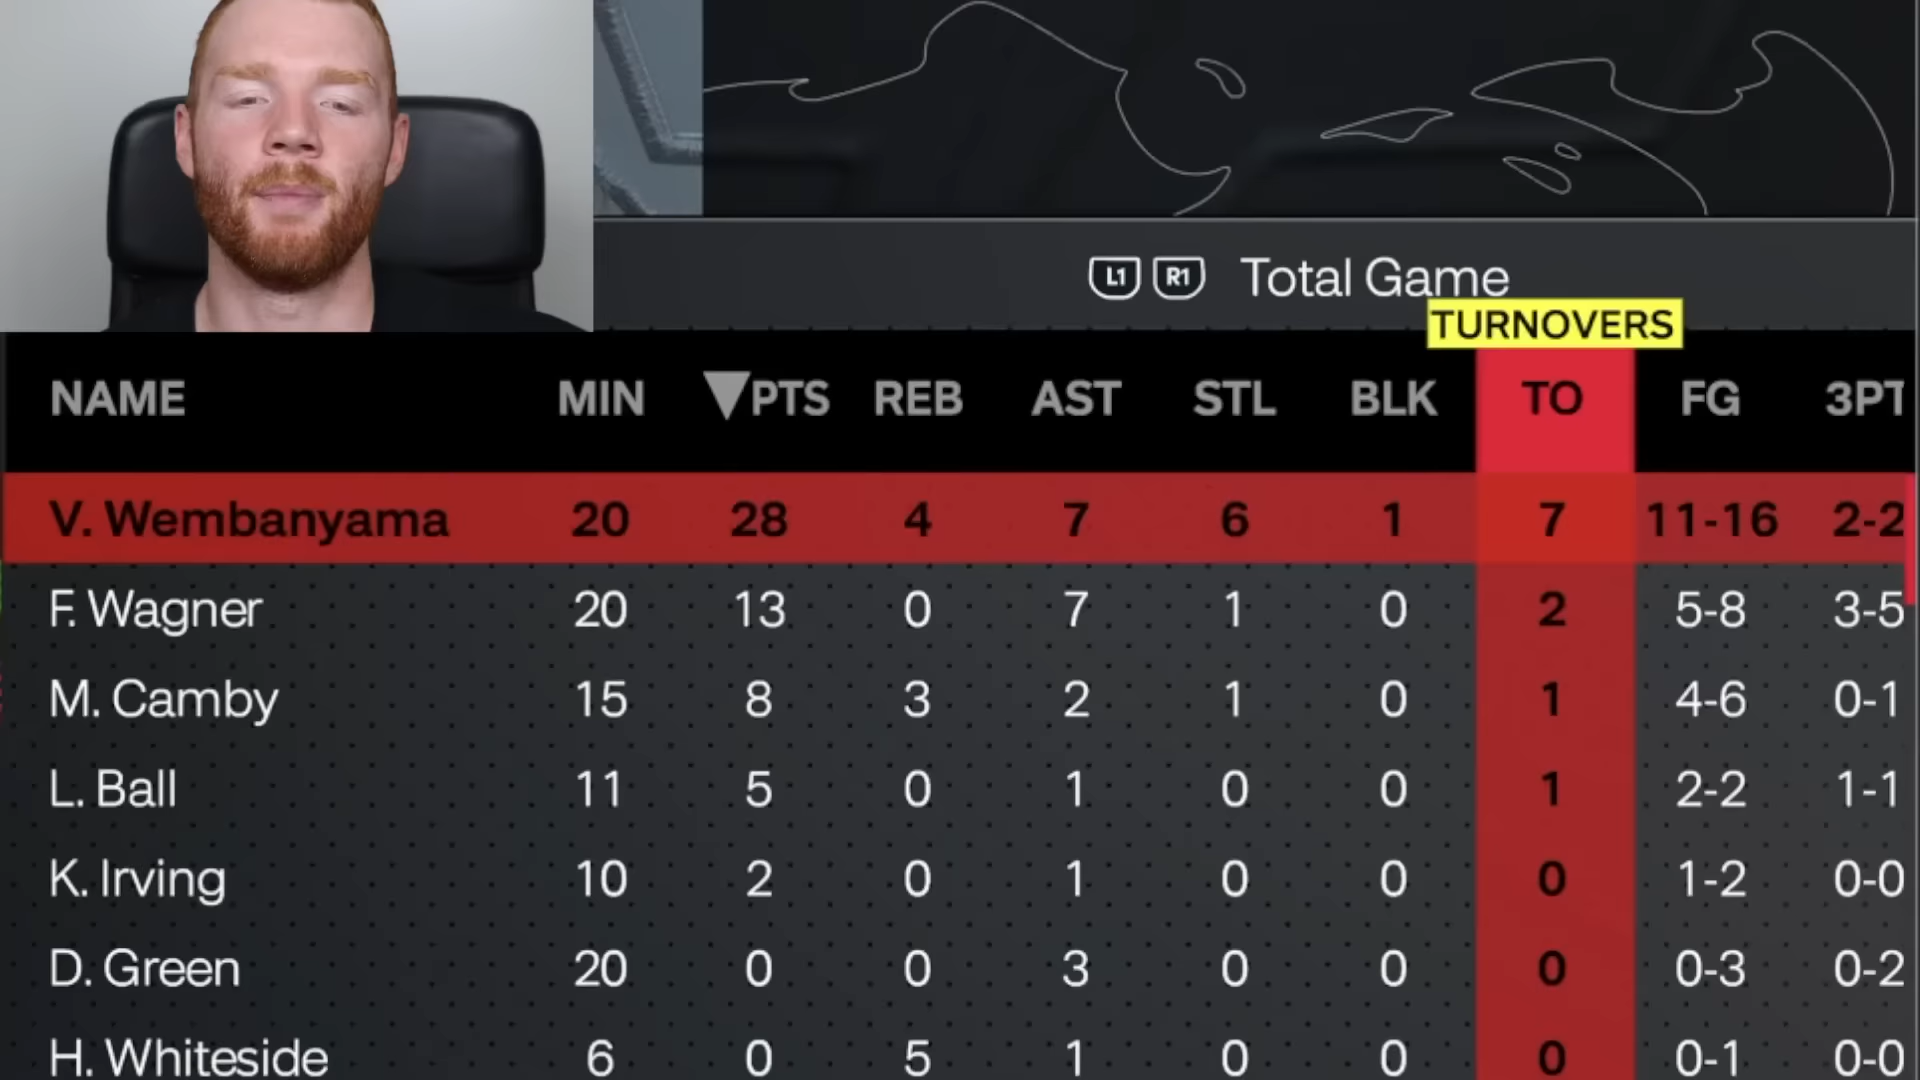 L1 R1 Total Game
TURNOVERS
NAME MIN ▼PTS REB AST STL BLK TO FG 3PT
V. Wembanyama 20 28 4 7 6 1 7 11-16 2-2
F. Wagner 20 13 0 7 1 0 2 5-8 3-5
M. Camby 15 8 3 2 1 0 1 4-6 0-1
L. Ball 11 5 0 1 0 0 1 2-2 1-1
K. Irving 10 2 0 1 0 0 0 1-2 0-0
D. Green 20 0 0 3 0 0 0 0-3 0-2
H. Whiteside 6 0 5 1 0 0 0 0-1 0-0